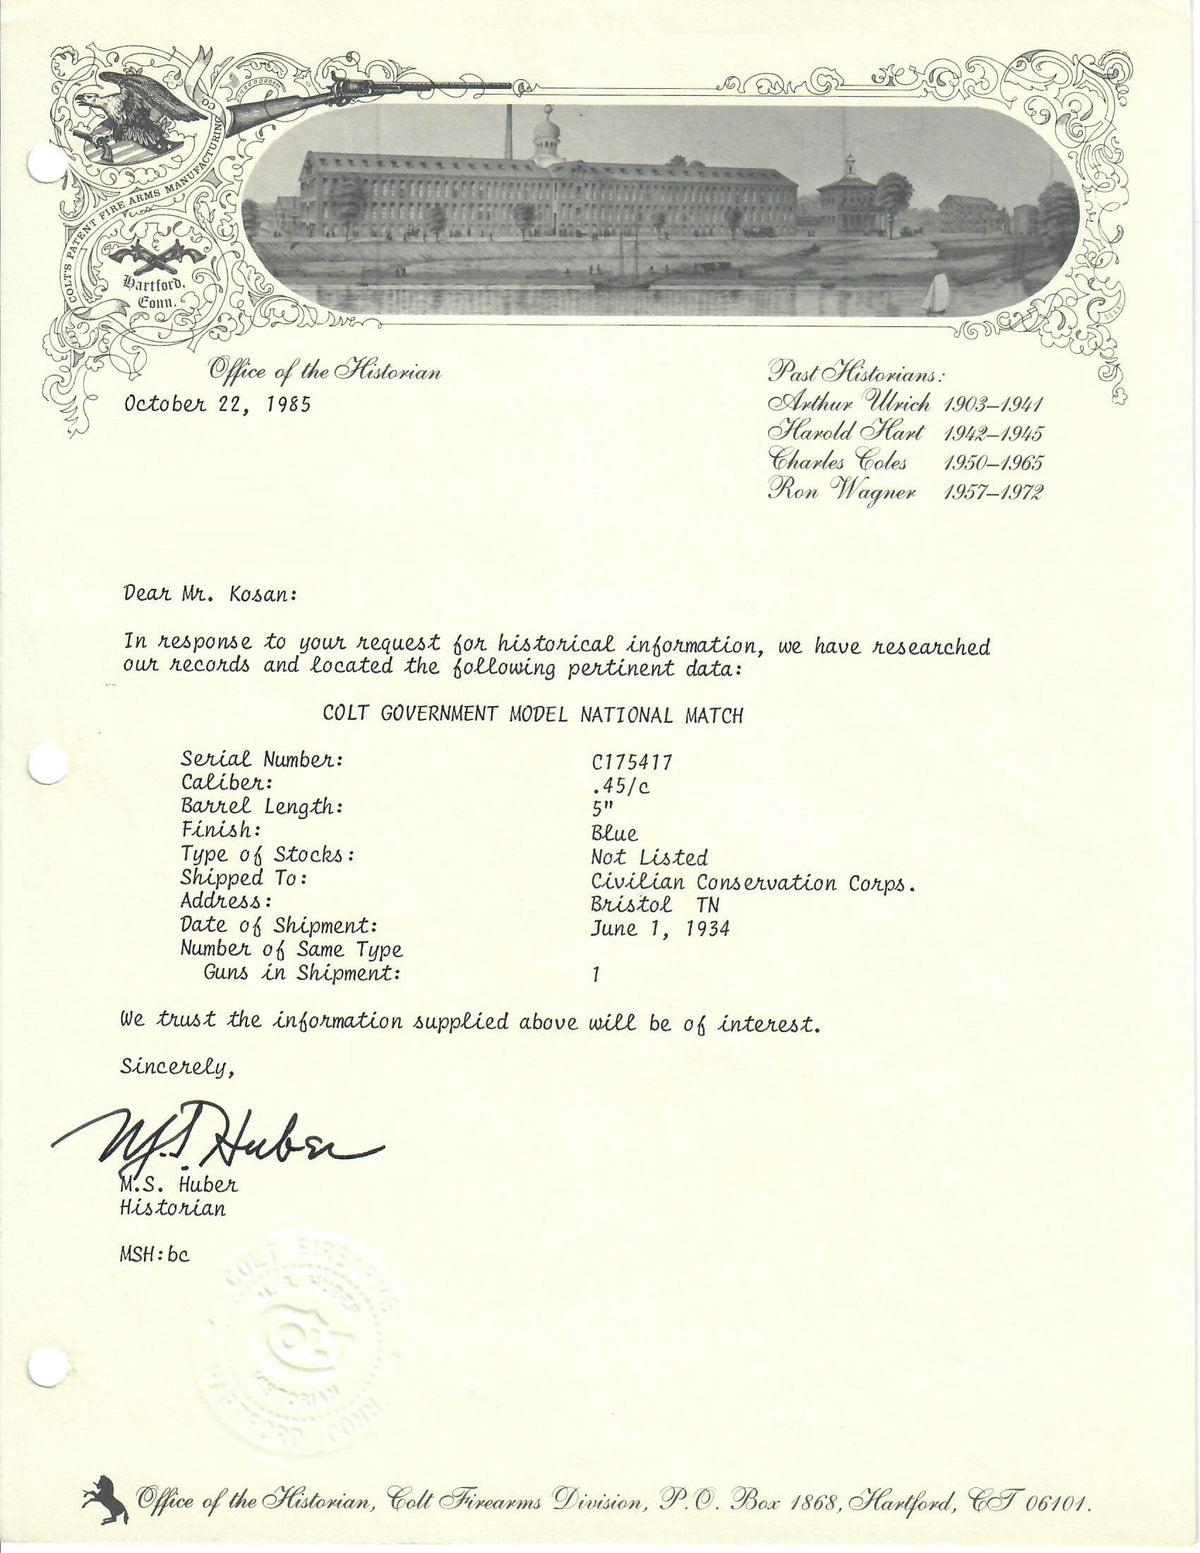 COLT'S PATENT FIRE ARMS MANUFACTURING CO
Hartford,
Conn.
Office of the Historian
October 22, 1985
Past Historians:
Arthur Ulrich 1903–1941
Harold Hart 1942–1945
Charles Coles 1950–1965
Ron Wagner 1957–1972
Dear Mr. Kosan:
In response to your request for historical information, we have researched
our records and located the following pertinent data:
COLT GOVERNMENT MODEL NATIONAL MATCH
Serial Number: C175417
Caliber: .45/c
Barrel Length: 5"
Finish: Blue
Type of Stocks: Not Listed
Shipped To: Civilian Conservation Corps.
Address: Bristol TN
Date of Shipment: June 1, 1934
Number of Same Type
Guns in Shipment: 1
We trust the information supplied above will be of interest.
Sincerely,
M.S. Huber
M.S. Huber
Historian
MSH:bc
COLT FIREARMS
M. S. HUBER
Colt
HISTORIAN
HARTFORD CONN
Office of the Historian, Colt Firearms Division, P.O. Box 1868, Hartford, CT 06101.